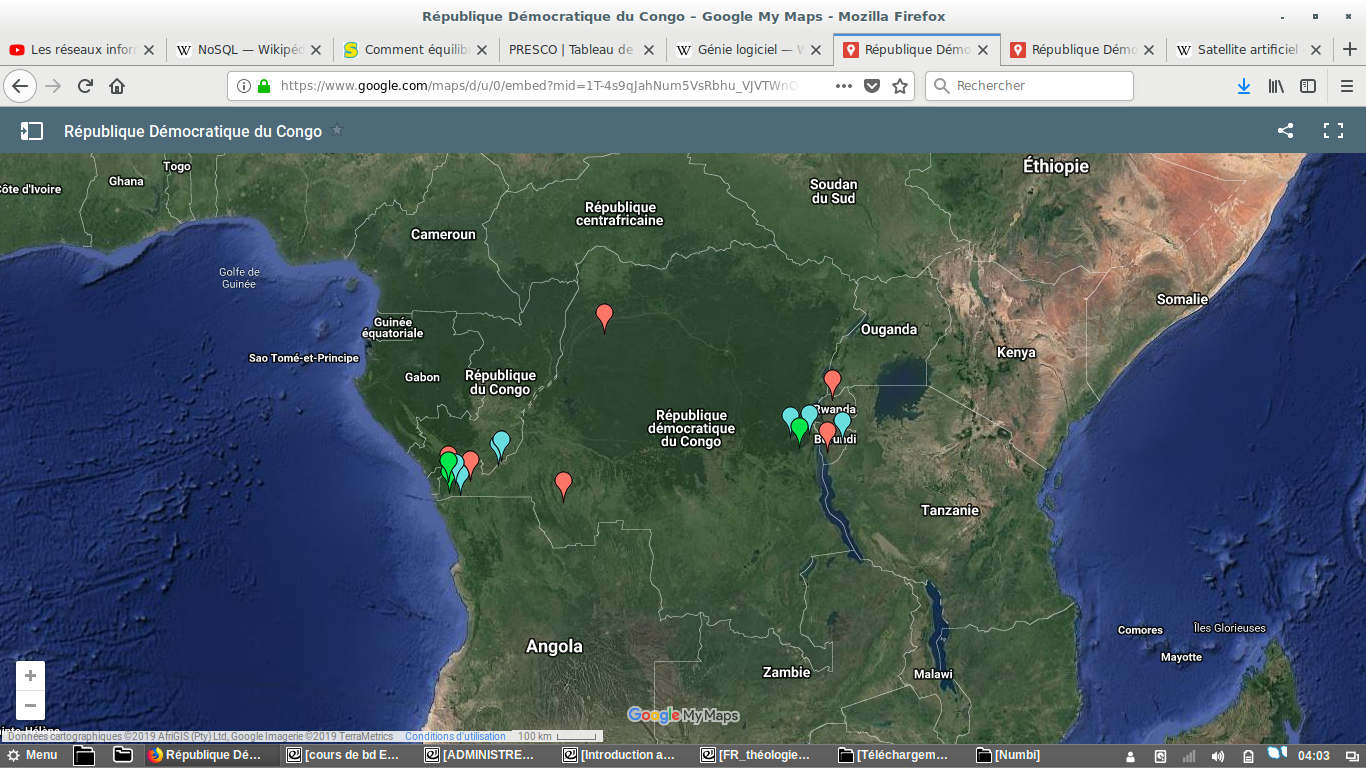 République Démocratique du Congo – Google My Maps - Mozilla Firefox
Les réseaux infor
NoSQL — Wikipéd
Comment équilib
PRESCO | Tableau de
Génie logiciel — W
République Démo
République Démo
Satellite artificiel
https://www.google.com/maps/d/u/0/embed?mid=1T-4s9qJahNum5VsRbhu_VJVTWnQ
Rechercher
République Démocratique du Congo
Togo
Ghana
Côte d'Ivoire
Éthiopie
Soudan
du Sud
République
centrafricaine
Cameroun
Golfe de
Guinée
Somalie
Guinée
équatoriale
Ouganda
Kenya
Sao Tomé-et-Principe
Gabon
République
du Congo
République
démocratique
du Congo
Rwanda
Burundi
Tanzanie
Comores
Îles Glorieuses
Mayotte
Angola
Zambie
Malawi
Google My Maps
Données cartographiques ©2019 AfriGIS (Pty) Ltd, Google Imagerie ©2019 TerraMetrics
Conditions d'utilisation
100 km
Menu
République Dé...
[cours de bd E...
[ADMINISTRE...
[Introduction a...
[FR_théologie...
[Téléchargem...
[Numbi]
04:03